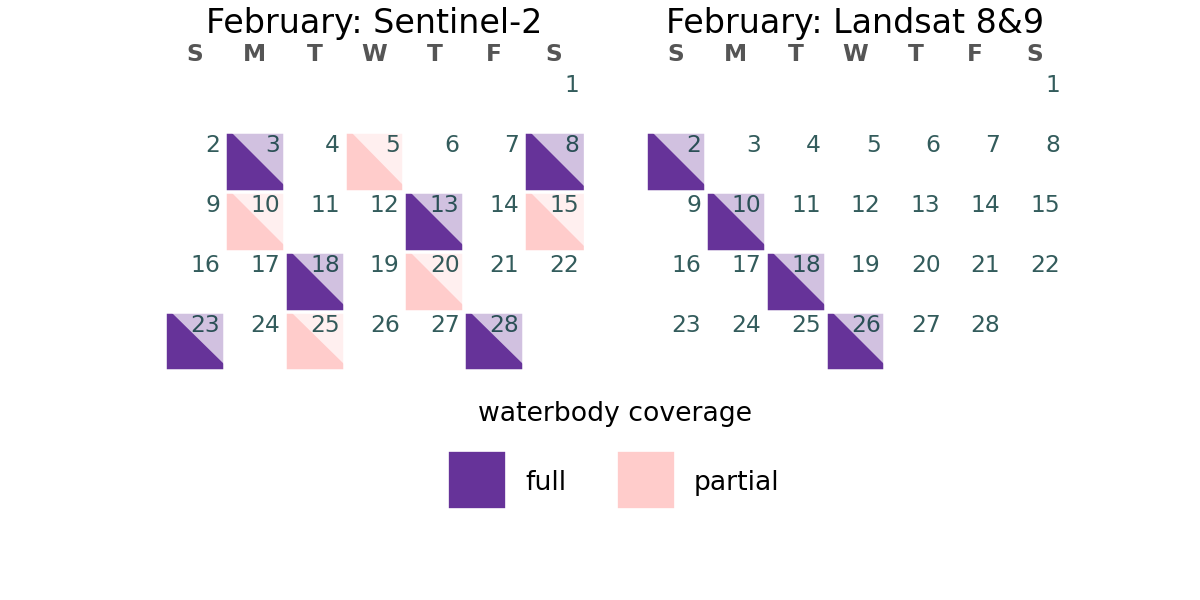 February: Sentinel-2
S M T W T F S
1
2 3 4 5 6 7 8
9 10 11 12 13 14 15
16 17 18 19 20 21 22
23 24 25 26 27 28
February: Landsat 8&9
S M T W T F S
1
2 3 4 5 6 7 8
9 10 11 12 13 14 15
16 17 18 19 20 21 22
23 24 25 26 27 28
waterbody coverage
full partial